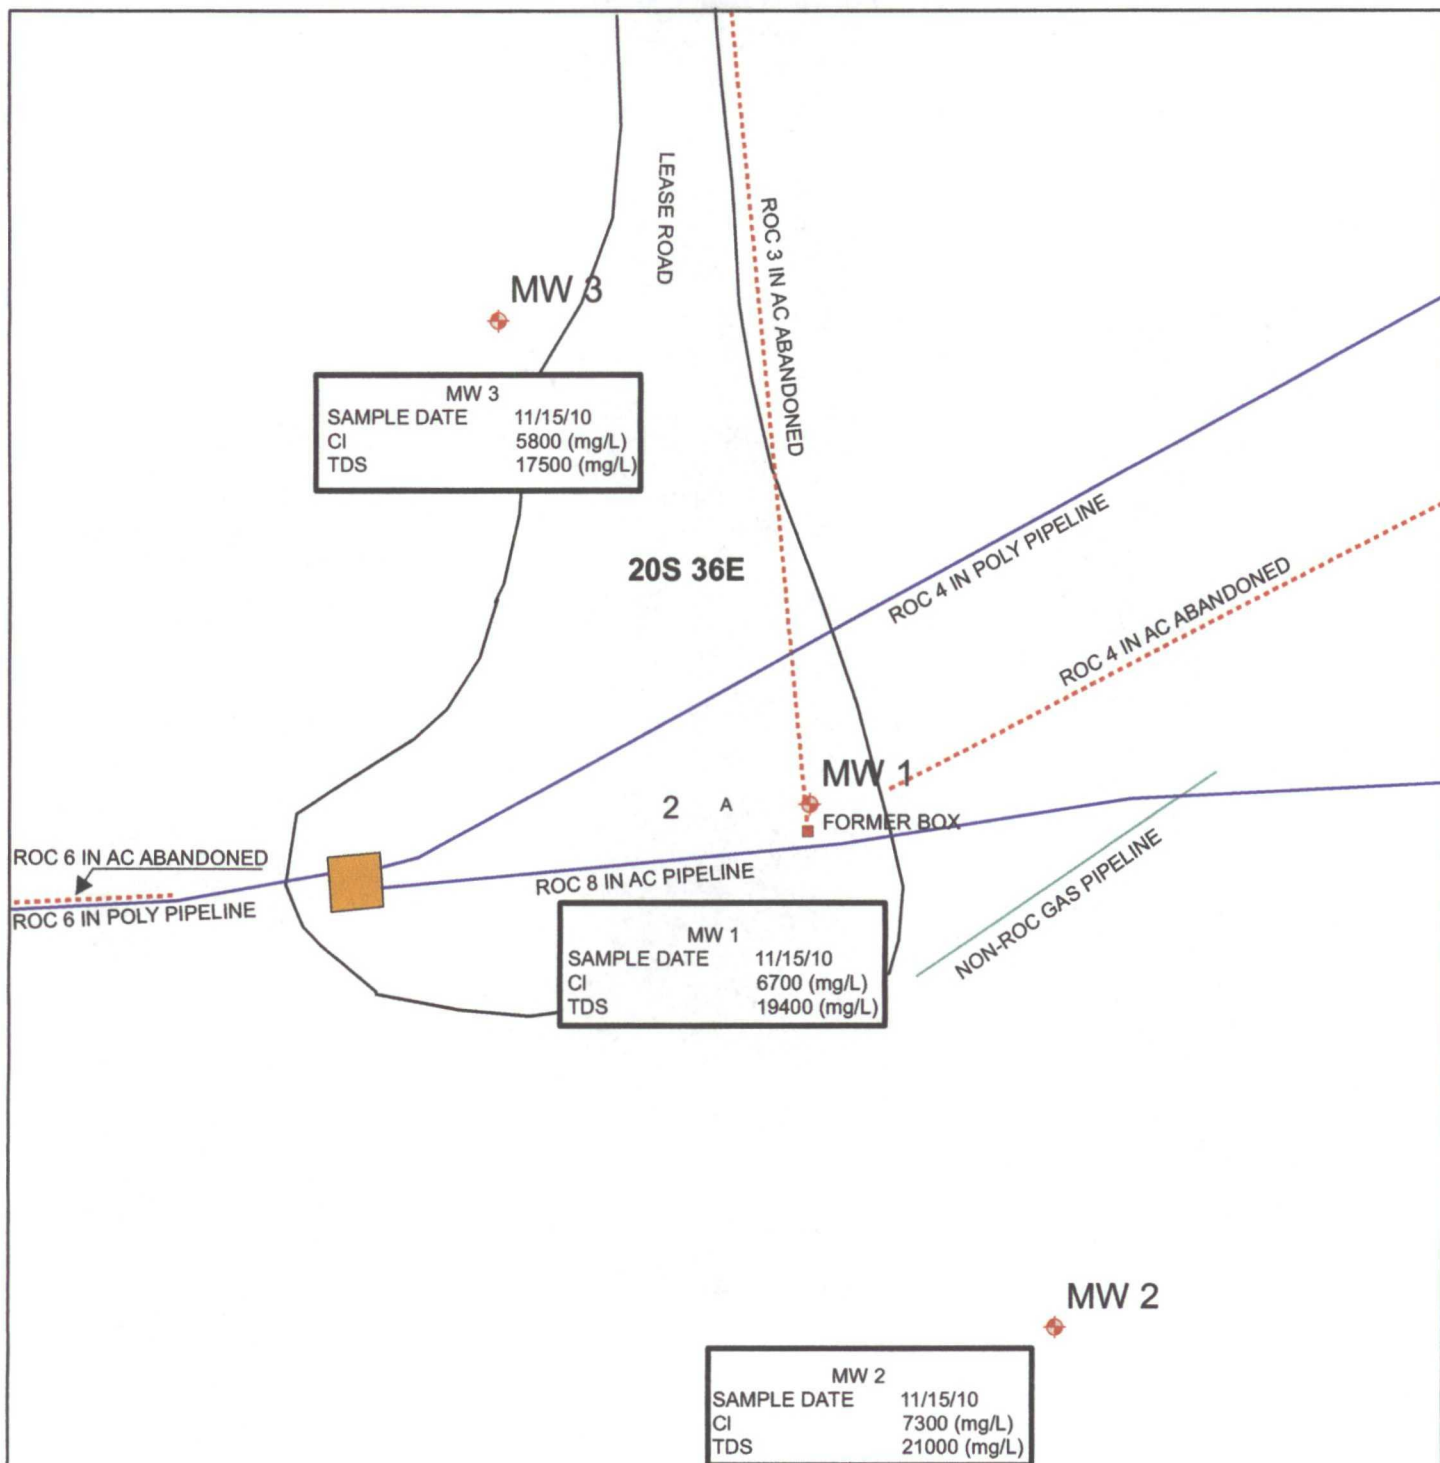 LEASE ROAD
ROC 3 IN AC ABANDONED
MW 3
MW 3
SAMPLE DATE 11/15/10
Cl 5800 (mg/L)
TDS 17500 (mg/L)
20S 36E
ROC 4 IN POLY PIPELINE
ROC 4 IN AC ABANDONED
MW 1
2 A
FORMER BOX
ROC 6 IN AC ABANDONED
ROC 8 IN AC PIPELINE
ROC 6 IN POLY PIPELINE
NON-ROC GAS PIPELINE
MW 1
SAMPLE DATE 11/15/10
Cl 6700 (mg/L)
TDS 19400 (mg/L)
MW 2
MW 2
SAMPLE DATE 11/15/10
Cl 7300 (mg/L)
TDS 21000 (mg/L)